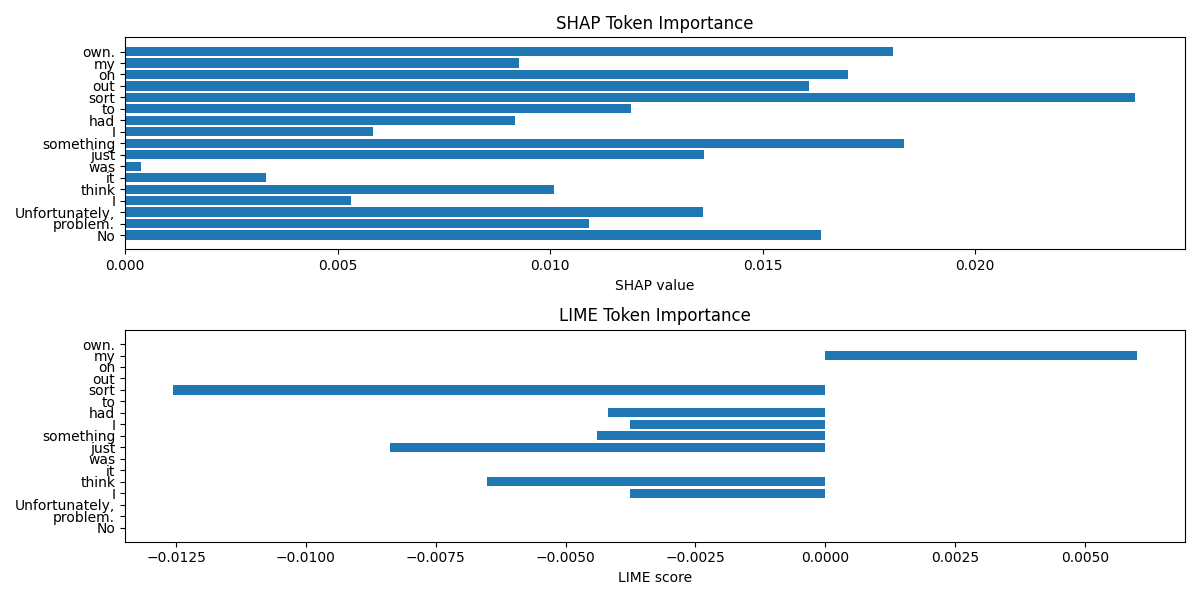 SHAP Token Importance
own.
my
on
out
sort
to
had
I
something
just
was
it
think
I
Unfortunately,
problem.
No
0.000 0.005 0.010 0.015 0.020
SHAP value
LIME Token Importance
own.
my
on
out
sort
to
had
I
something
just
was
it
think
I
Unfortunately,
problem.
No
−0.0125 −0.0100 −0.0075 −0.0050 −0.0025 0.0000 0.0025 0.0050
LIME score